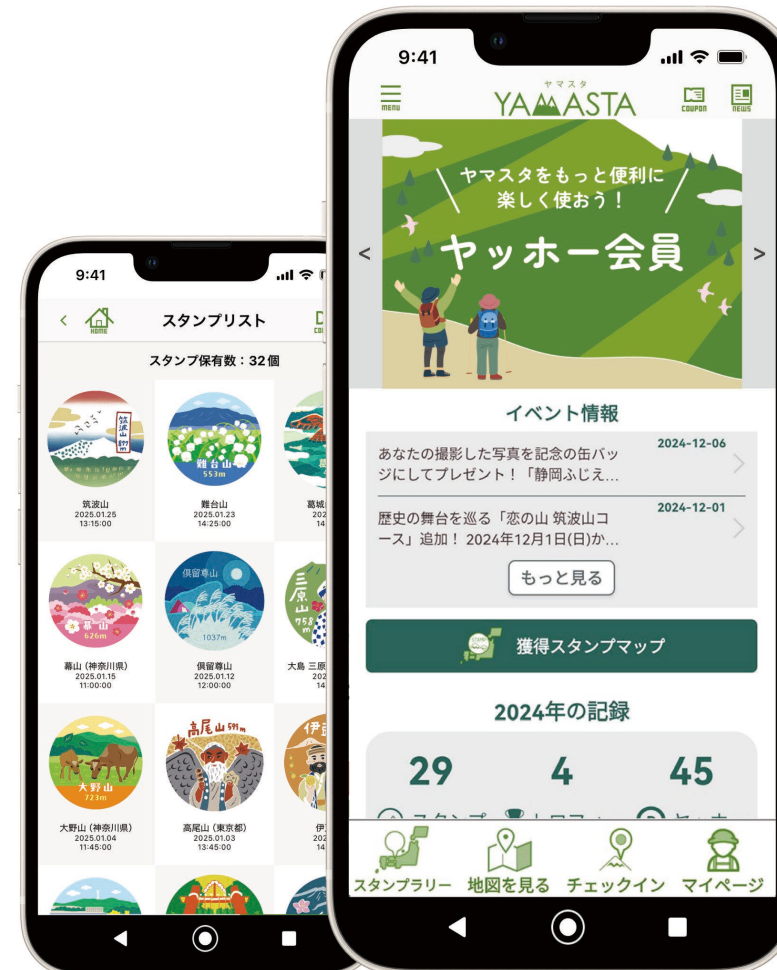 9:41
ヤマスタ
YAMASTA
MENU
COUPON
NEWS
ヤマスタをもっと便利に
楽しく使おう！
ヤッホー会員
<
>
イベント情報
あなたの撮影した写真を記念の缶バッ
ジにしてプレゼント！「静岡ふじえ...
2024-12-06
歴史の舞台を巡る「恋の山 筑波山コ
ース」追加！ 2024年12月1日(日)か...
2024-12-01
もっと見る
獲得スタンプマップ
2024年の記録
29
4
45
スタンプラリー
地図を見る
チェックイン
マイページ
9:41
HOME
スタンプリスト
スタンプ保有数：32個
筑波山
877m
筑波山
2025.01.25
13:15:00
難台山
553m
難台山
2025.01.23
14:25:00
幕山
626m
幕山（神奈川県）
2025.01.15
11:00:00
倶留尊山
1037m
倶留尊山
2025.01.12
12:00:00
三原山
758m
大島 三原
大野山
723m
大野山（神奈川県）
2025.01.04
11:45:00
高尾山 599m
高尾山（東京都）
2025.01.03
13:45:00